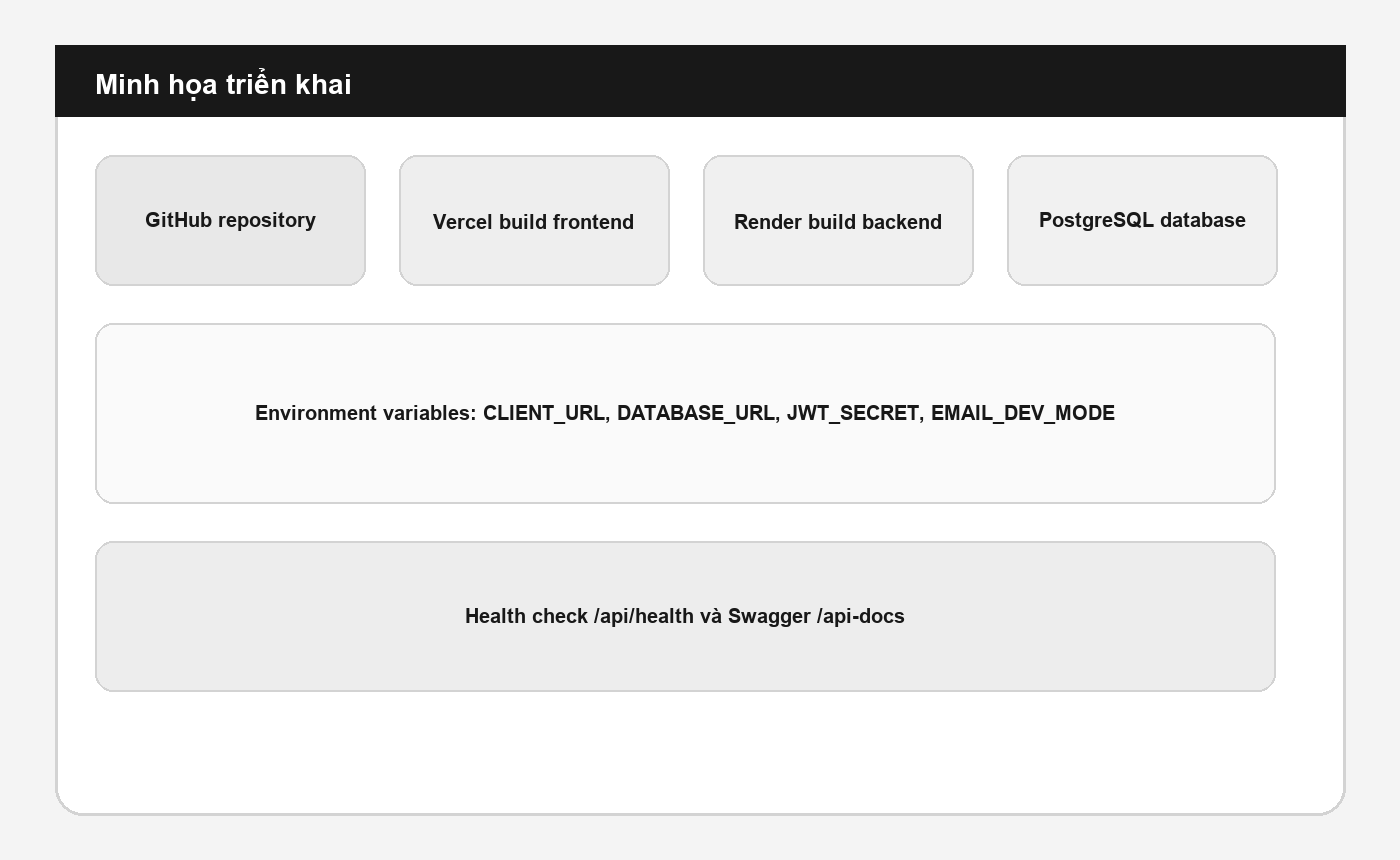 Minh họa triển khai
GitHub repository
Vercel build frontend
Render build backend
PostgreSQL database
Environment variables: CLIENT_URL, DATABASE_URL, JWT_SECRET, EMAIL_DEV_MODE
Health check /api/health và Swagger /api-docs